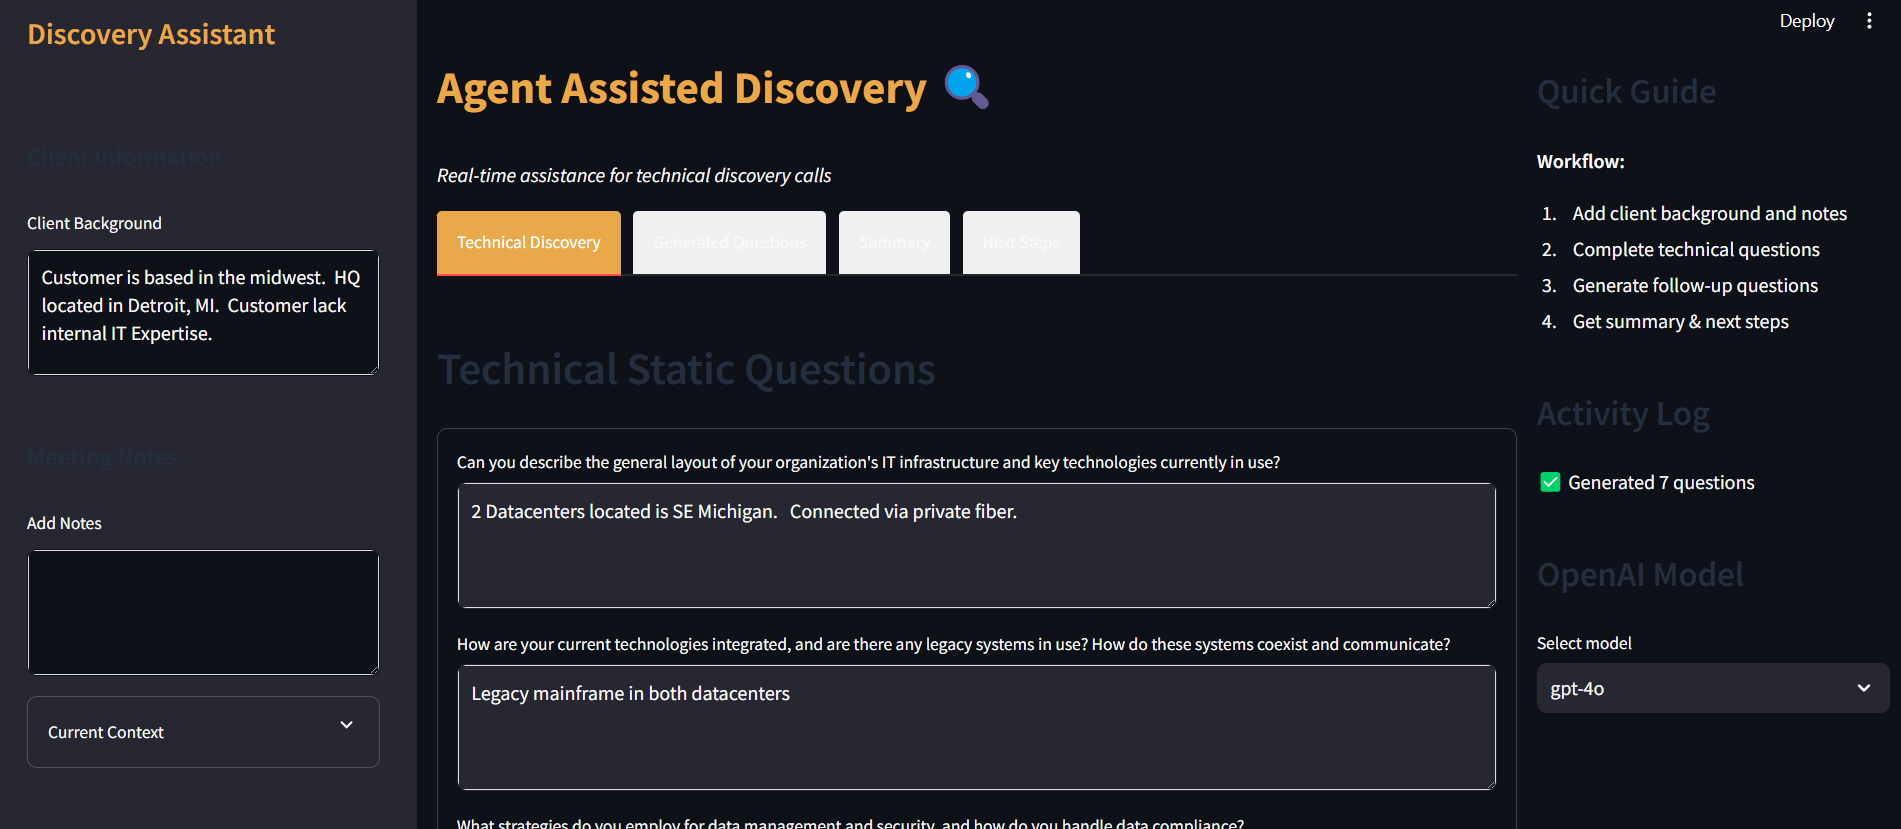 Discovery Assistant
Client Information
Client Background
Customer is based in the midwest.  HQ
located in Detroit, MI.  Customer lack
internal IT Expertise.
Meeting Notes
Add Notes
Current Context
Deploy
Agent Assisted Discovery
Real-time assistance for technical discovery calls
Technical Discovery
Generated Questions
Summary
Next Steps
Technical Static Questions
Can you describe the general layout of your organization's IT infrastructure and key technologies currently in use?
2 Datacenters located is SE Michigan.   Connected via private fiber.
How are your current technologies integrated, and are there any legacy systems in use? How do these systems coexist and communicate?
Legacy mainframe in both datacenters
What strategies do you employ for data management and security, and how do you handle data compliance?
Quick Guide
Workflow:
1. Add client background and notes
2. Complete technical questions
3. Generate follow-up questions
4. Get summary & next steps
Activity Log
Generated 7 questions
OpenAI Model
Select model
gpt-4o